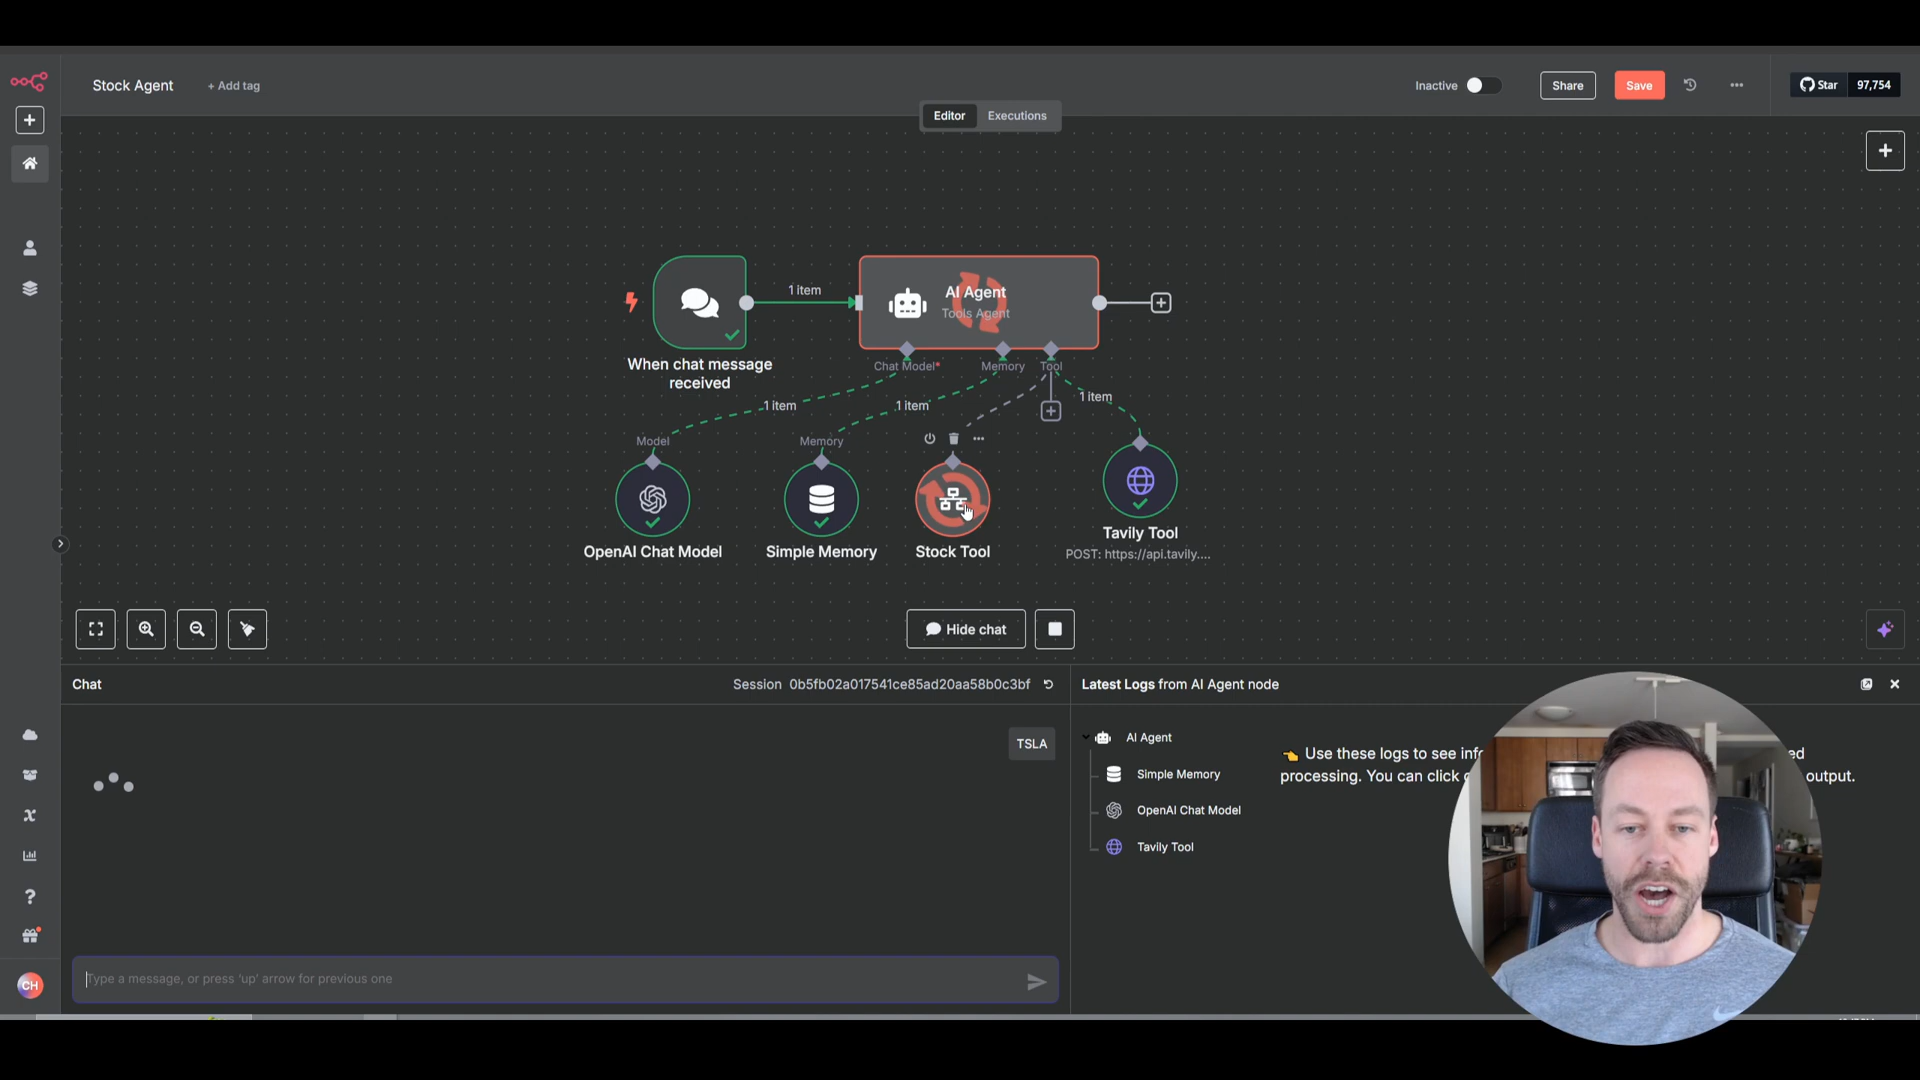 Stock Agent
+ Add tag
Inactive
Share
Save
Star
97,754
Editor
Executions
1 item
AI Agent
Tools Agent
When chat message
received
Chat Model*
Memory
Tool
1 item
1 item
1 item
Model
Memory
OpenAI Chat Model
Simple Memory
Stock Tool
Tavily Tool
POST: https://api.tavily....
Hide chat
Chat
Session 0b5fb02a017541ce85ad20aa58b0c3bf
Latest Logs from AI Agent node
TSLA
AI Agent
Simple Memory
OpenAI Chat Model
Tavily Tool
Use these logs to see
processing. You can click
output.
Type a message, or press 'up' arrow for previous one
CH